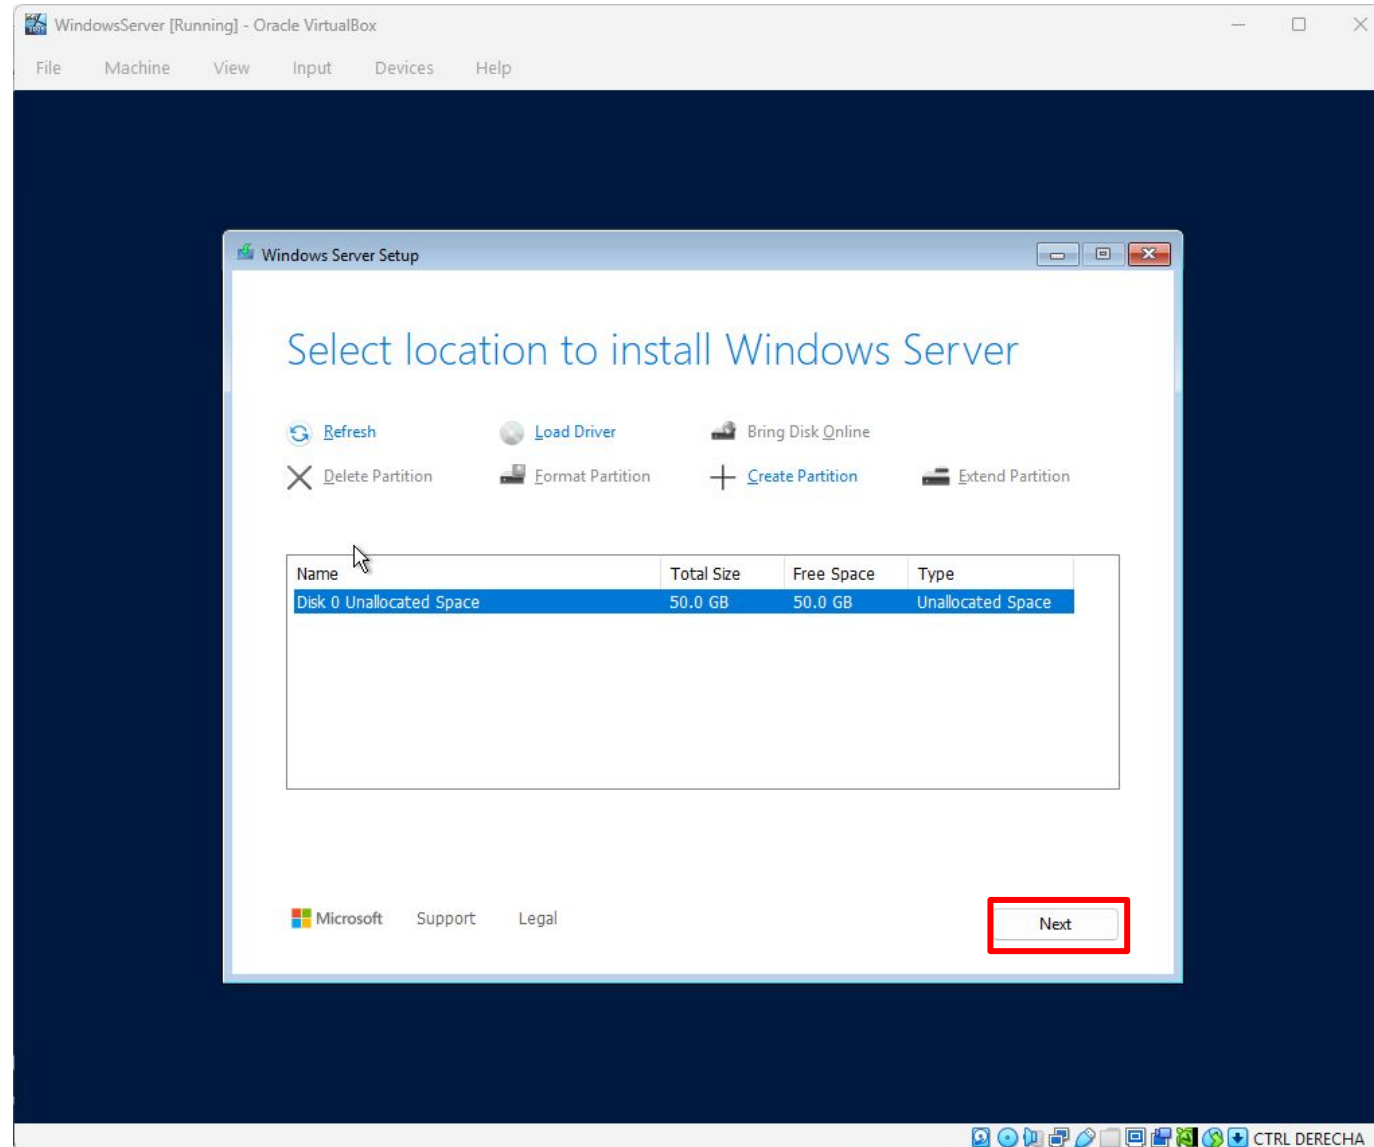 WindowsServer [Running] - Oracle VirtualBox
File Machine View Input Devices Help
Windows Server Setup
Select location to install Windows Server
Refresh Load Driver Bring Disk Online
Delete Partition Format Partition Create Partition Extend Partition
Name Total Size Free Space Type
Disk 0 Unallocated Space 50.0 GB 50.0 GB Unallocated Space
Microsoft Support Legal Next
CTRL DERECHA